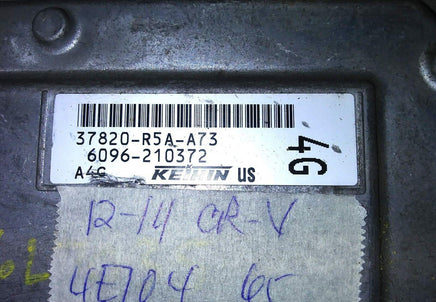 37820-R5A-A73
6096-210372
4G
A4G KEIHIN US
12-14 CR-V
4E704 65